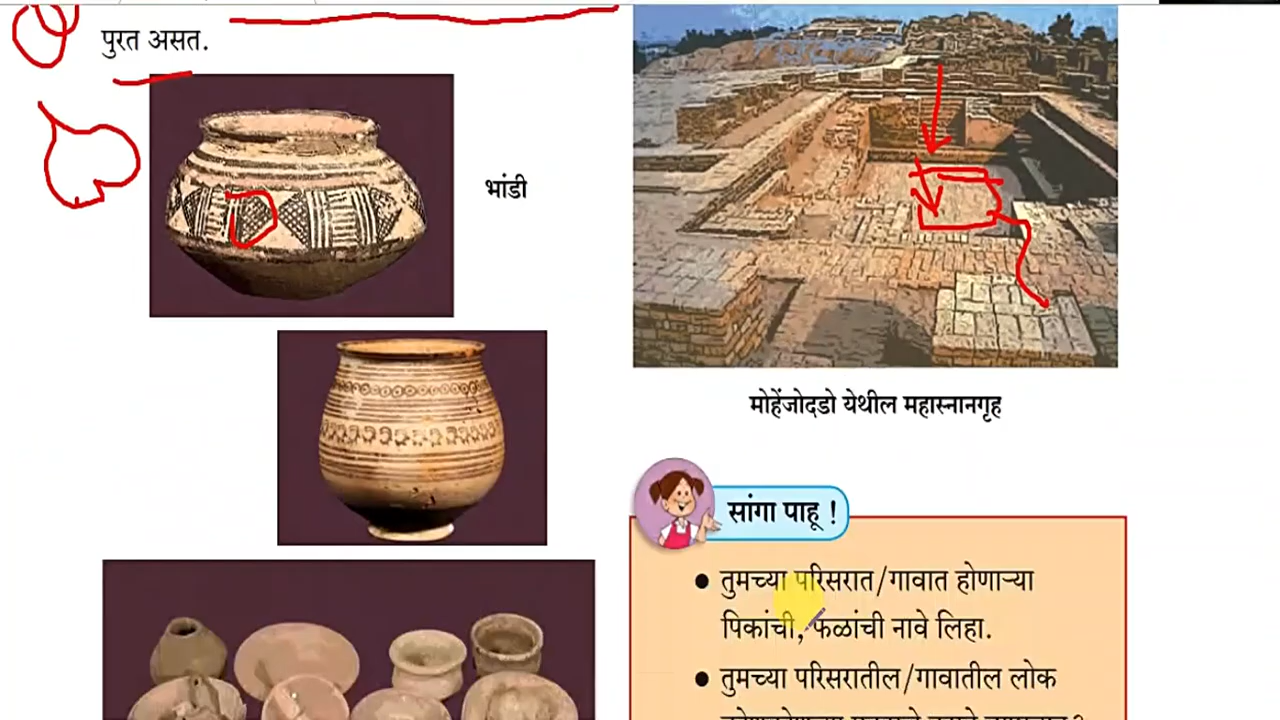 पुरत असत.
भांडी
मोहेंजोदडो येथील महास्नानगृह
सांगा पाहू !
● तुमच्या परिसरात/गावात होणाऱ्या
पिकांची, फळांची नावे लिहा.
● तुमच्या परिसरातील/गावातील लोक